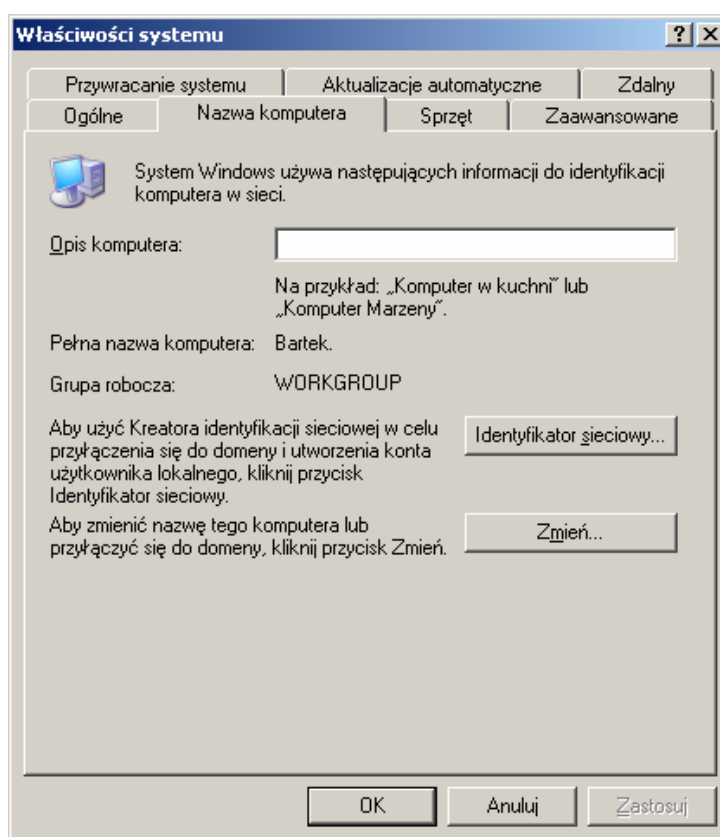 Właściwości systemu
Przywracanie systemu Aktualizacje automatyczne Zdalny
Ogólne Nazwa komputera Sprzęt Zaawansowane
System Windows używa następujących informacji do identyfikacji
komputera w sieci.
Opis komputera:
Na przykład: „Komputer w kuchni” lub
„Komputer Marzeny”.
Pełna nazwa komputera: Bartek.
Grupa robocza: WORKGROUP
Aby użyć Kreatora identyfikacji sieciowej w celu
przyłączenia się do domeny i utworzenia konta
użytkownika lokalnego, kliknij przycisk
Identyfikator sieciowy.
Identyfikator sieciowy...
Aby zmienić nazwę tego komputera lub
przyłączyć się do domeny, kliknij przycisk Zmień.
Zmień...
OK Anuluj Zastosuj